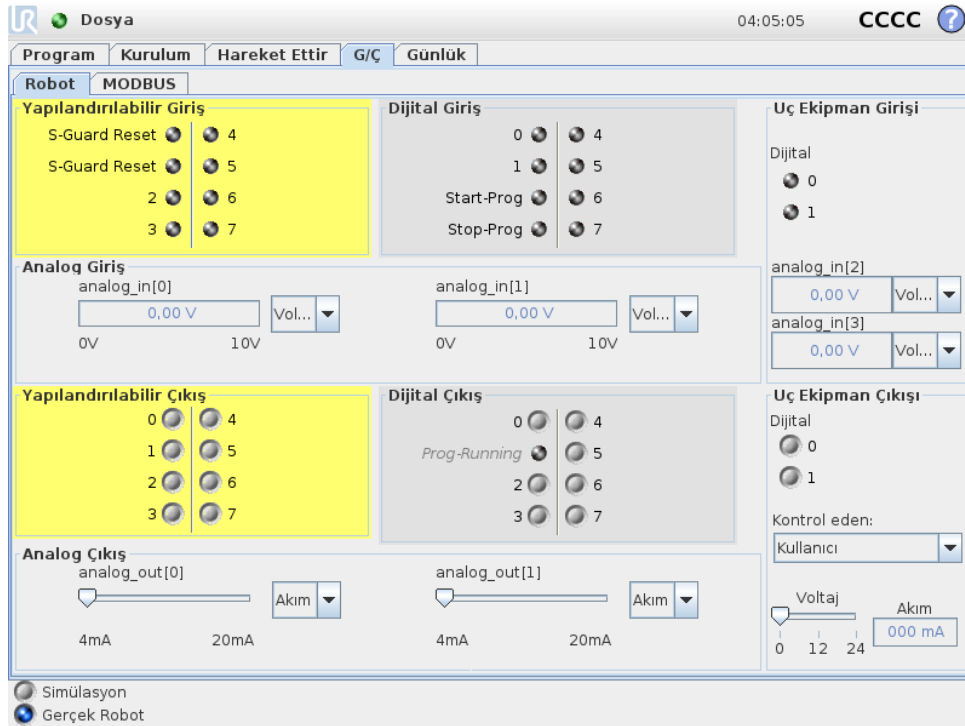 UR Dosya 04:05:05 CCCC ?
Program Kurulum Hareket Ettir G/Ç Günlük
Robot MODBUS
Yapılandırılabilir Giriş
S-Guard Reset 4
S-Guard Reset 5
2 6
3 7
Dijital Giriş
0 4
1 5
Start-Prog 6
Stop-Prog 7
Uç Ekipman Girişi
Dijital
0
1
analog_in[2]
0,00 V Vol...
analog_in[3]
0,00 V Vol...
Analog Giriş
analog_in[0]
0,00 V Vol...
0V 10V
analog_in[1]
0,00 V Vol...
0V 10V
Yapılandırılabilir Çıkış
0 4
1 5
2 6
3 7
Dijital Çıkış
0 4
Prog-Running 5
2 6
3 7
Uç Ekipman Çıkışı
Dijital
0
1
Kontrol eden:
Kullanıcı
Voltaj
0 12 24
Akım
000 mA
Analog Çıkış
analog_out[0]
Akım
4mA 20mA
analog_out[1]
Akım
4mA 20mA
Simülasyon
Gerçek Robot